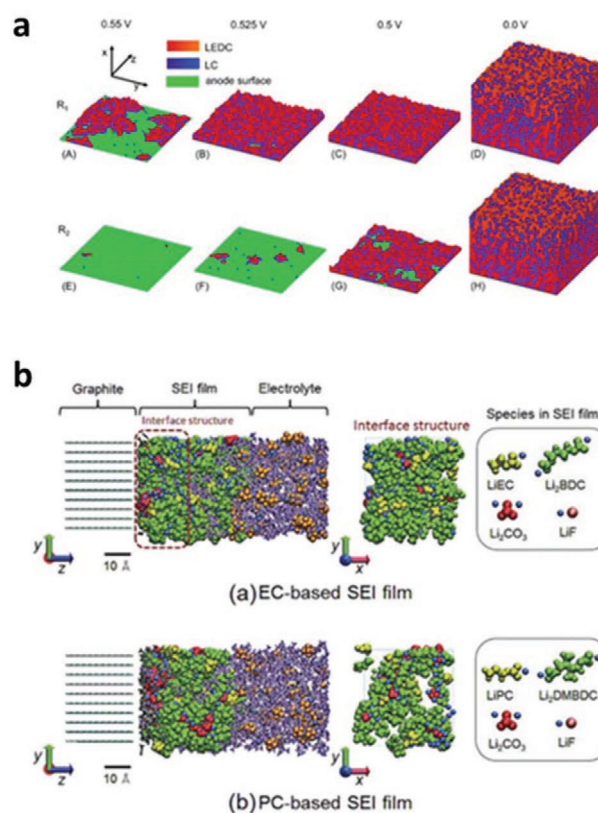 a
0.55 V 0.525V 0.5 V 0.0 V
x
z
y
LEDC
LC
anode surface
R1
(A) (B) (C) (D)
R2
(E) (F) (G) (H)
b
Graphite SEI film Electrolyte
Interface structure
Interface structure
Species in SEI film
LiEC Li2BDC
Li2CO3 LiF
y
z
10 Å
y
x
(a) EC-based SEI film
LiPC Li2DMBDC
Li2CO3 LiF
y
z
10 Å
y
x
(b) PC-based SEI film